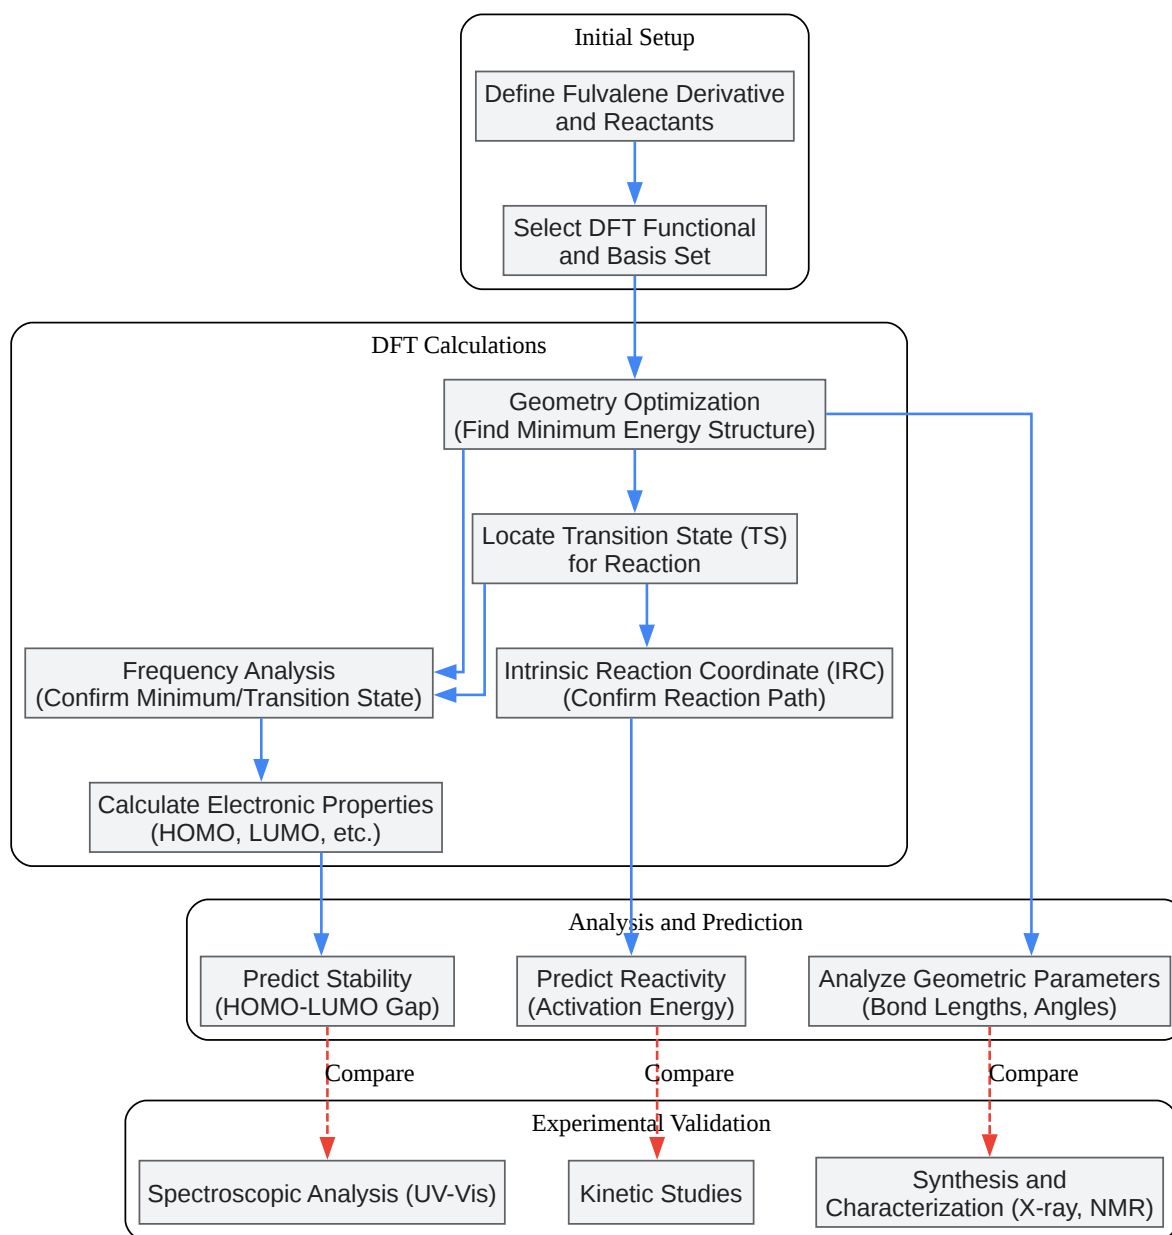 Initial Setup
Define Fulvalene Derivative
and Reactants
Select DFT Functional
and Basis Set
DFT Calculations
Geometry Optimization
(Find Minimum Energy Structure)
Locate Transition State (TS)
for Reaction
Frequency Analysis
(Confirm Minimum/Transition State)
Intrinsic Reaction Coordinate (IRC)
(Confirm Reaction Path)
Calculate Electronic Properties
(HOMO, LUMO, etc.)
Analysis and Prediction
Predict Stability
(HOMO-LUMO Gap)
Predict Reactivity
(Activation Energy)
Analyze Geometric Parameters
(Bond Lengths, Angles)
Compare
Compare
Compare
Experimental Validation
Spectroscopic Analysis (UV-Vis)
Kinetic Studies
Synthesis and
Characterization (X-ray, NMR)